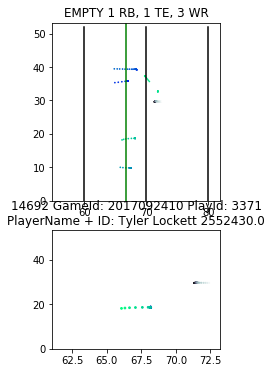 EMPTY 1 RB, 1 TE, 3 WR
50
40
30
20
10
0
60 70 80
14692 GameId: 2017092410 PlayId: 3371
PlayerName + ID: Tyler Lockett 2552430.0
40
20
0
62.5 65.0 67.5 70.0 72.5